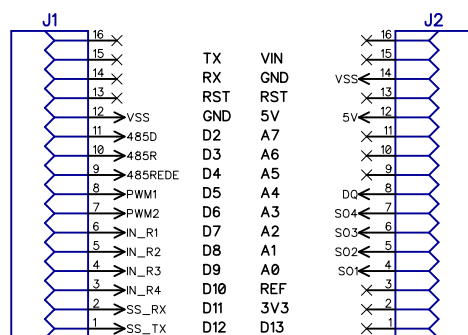 J1 J2
16 16
15 TX VIN 15
14 RX GND VSS 14
13 RST RST 13
12 VSS GND 5V 5V 12
11 485D D2 A7 11
10 485R D3 A6 10
9 485REDE D4 A5 9
8 PWM1 D5 A4 DQ 8
7 PWM2 D6 A3 SO4 7
6 IN_R1 D7 A2 SO3 6
5 IN_R2 D8 A1 SO2 5
4 IN_R3 D9 A0 SO1 4
3 IN_R4 D10 REF 3
2 SS_RX D11 3V3 2
1 SS_TX D12 D13 1